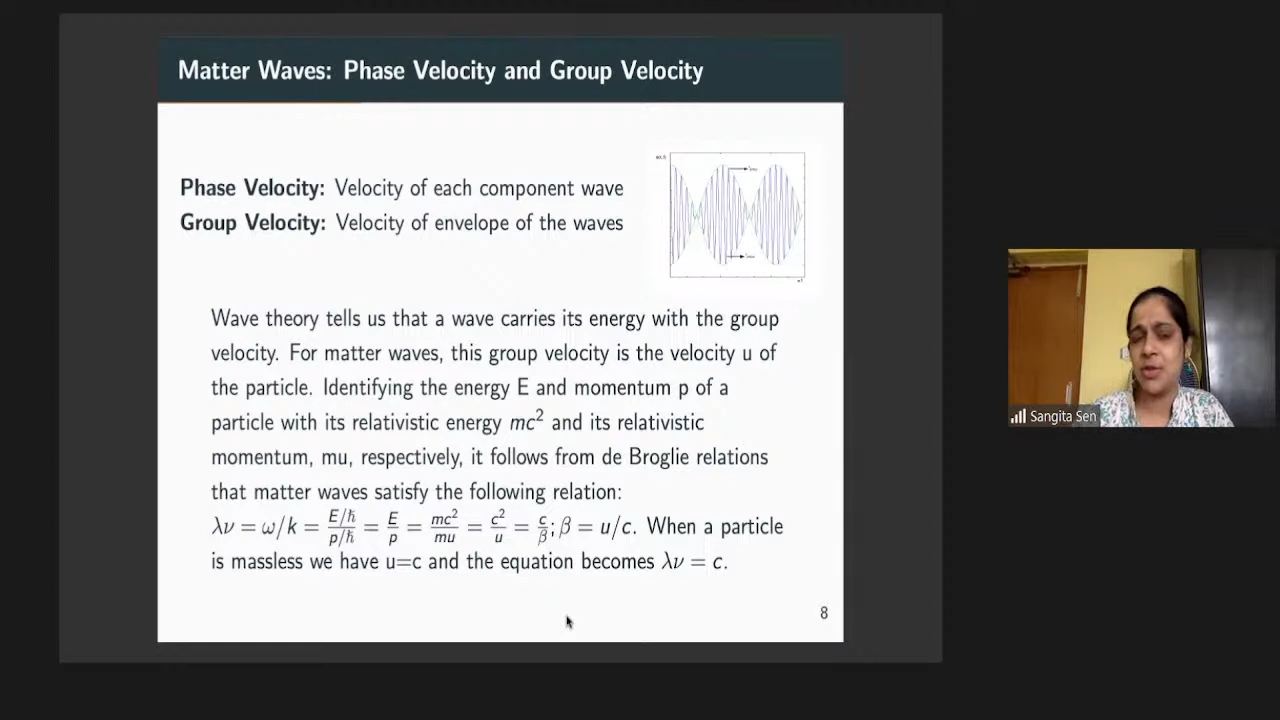 Matter Waves: Phase Velocity and Group Velocity
Phase Velocity: Velocity of each component wave
Group Velocity: Velocity of envelope of the waves
Wave theory tells us that a wave carries its energy with the group
velocity. For matter waves, this group velocity is the velocity u of
the particle. Identifying the energy E and momentum p of a
particle with its relativistic energy mc² and its relativistic
momentum, mu, respectively, it follows from de Broglie relations
that matter waves satisfy the following relation:
λν = ω/k = (E/ħ)/(p/ħ) = E/p = mc²/mu = c²/u = c/β; β = u/c. When a particle
is massless we have u=c and the equation becomes λν = c.
8
Sangita Sen